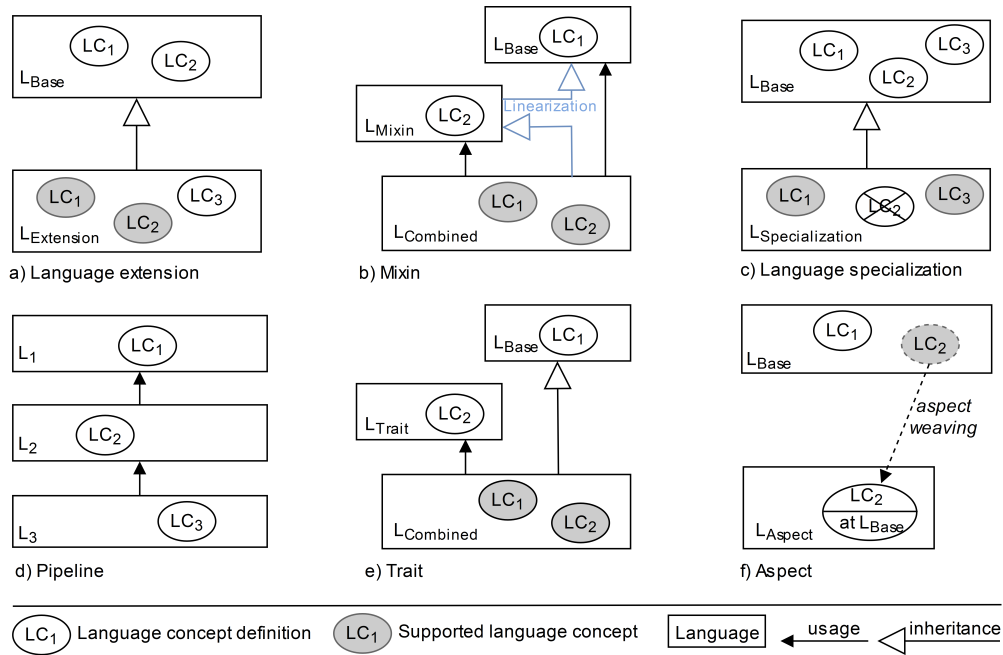 LC1
LC2
LBase
LC1
LC2
LC3
LExtension
a) Language extension
LBase
LC1
Linearization
LMixin
LC2
LC1
LC2
LCombined
b) Mixin
LC1
LC3
LC2
LBase
LC1
LC2
LC3
LSpecialization
c) Language specialization
L1
LC1
L2
LC2
L3
LC3
d) Pipeline
LBase
LC1
LTrait
LC2
LC1
LC2
LCombined
e) Trait
LC1
LC2
LBase
aspect
weaving
LC2
at LBase
LAspect
f) Aspect
LC1 Language concept definition
LC1 Supported language concept
Language
usage
inheritance